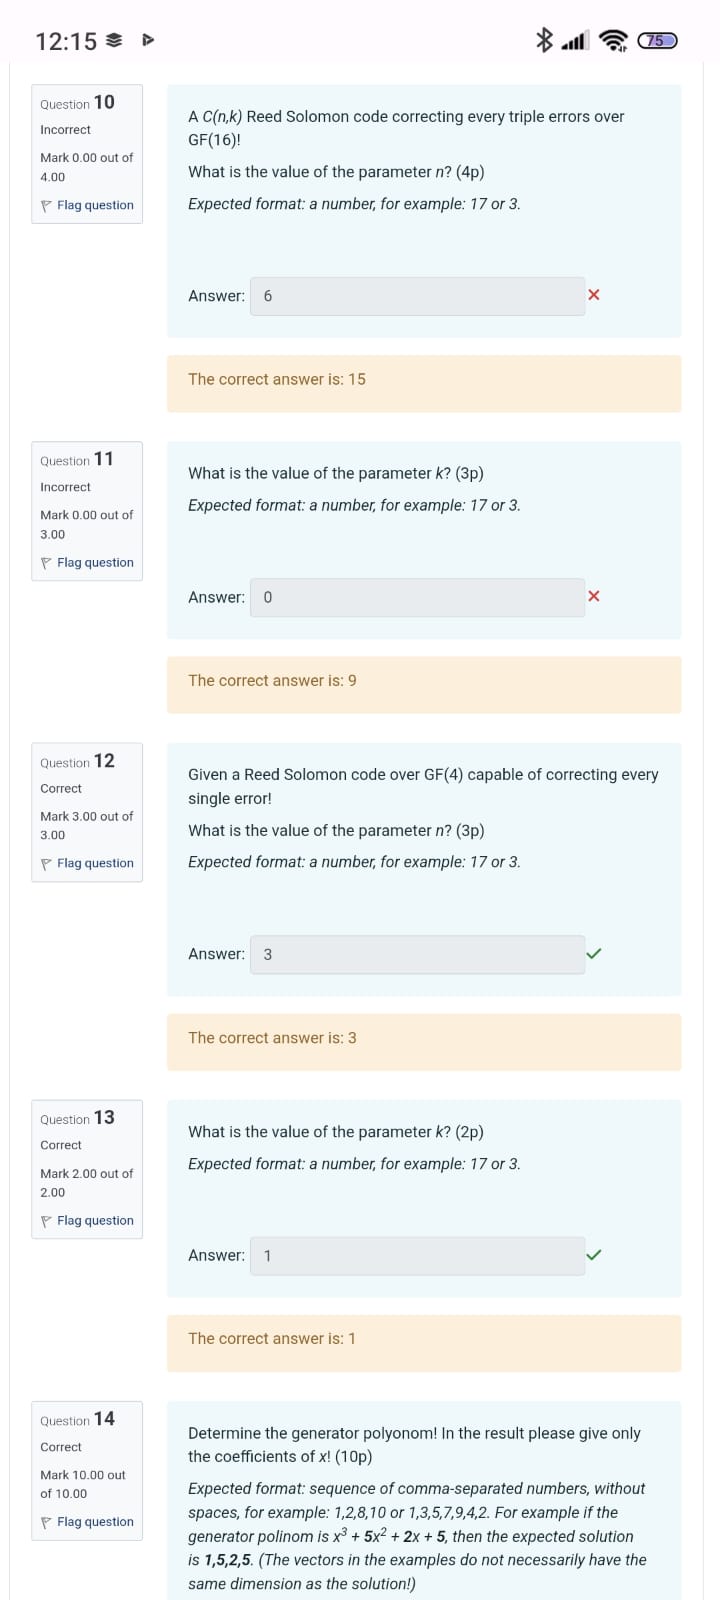 12:15
75
Question 10
Incorrect
Mark 0.00 out of
4.00
Flag question
A C(n,k) Reed Solomon code correcting every triple errors over
GF(16)!
What is the value of the parameter n? (4p)
Expected format: a number, for example: 17 or 3.
Answer: 6
The correct answer is: 15
Question 11
Incorrect
Mark 0.00 out of
3.00
Flag question
What is the value of the parameter k? (3p)
Expected format: a number, for example: 17 or 3.
Answer: 0
The correct answer is: 9
Question 12
Correct
Mark 3.00 out of
3.00
Flag question
Given a Reed Solomon code over GF(4) capable of correcting every
single error!
What is the value of the parameter n? (3p)
Expected format: a number, for example: 17 or 3.
Answer: 3
The correct answer is: 3
Question 13
Correct
Mark 2.00 out of
2.00
Flag question
What is the value of the parameter k? (2p)
Expected format: a number, for example: 17 or 3.
Answer: 1
The correct answer is: 1
Question 14
Correct
Mark 10.00 out
of 10.00
Flag question
Determine the generator polyonom! In the result please give only
the coefficients of x! (10p)
Expected format: sequence of comma-separated numbers, without
spaces, for example: 1,2,8,10 or 1,3,5,7,9,4,2. For example if the
generator polinom is x³ + 5x² + 2x + 5, then the expected solution
is 1,5,2,5. (The vectors in the examples do not necessarily have the
same dimension as the solution!)